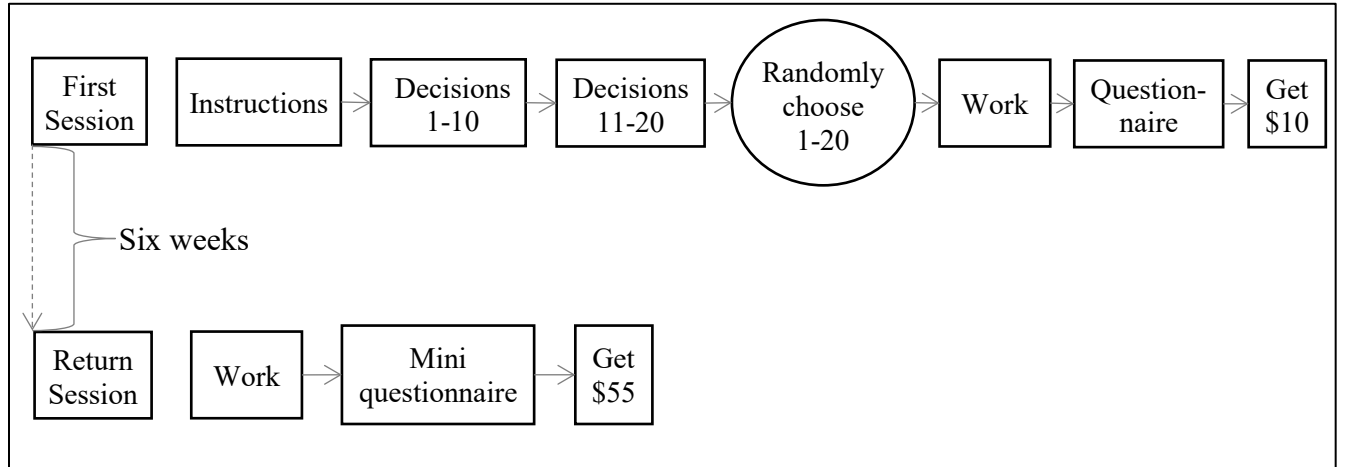 First
Session
Instructions
Decisions
1-10
Decisions
11-20
Randomly
choose
1-20
Work
Question-
naire
Get
$10
Six weeks
Return
Session
Work
Mini
questionnaire
Get
$55